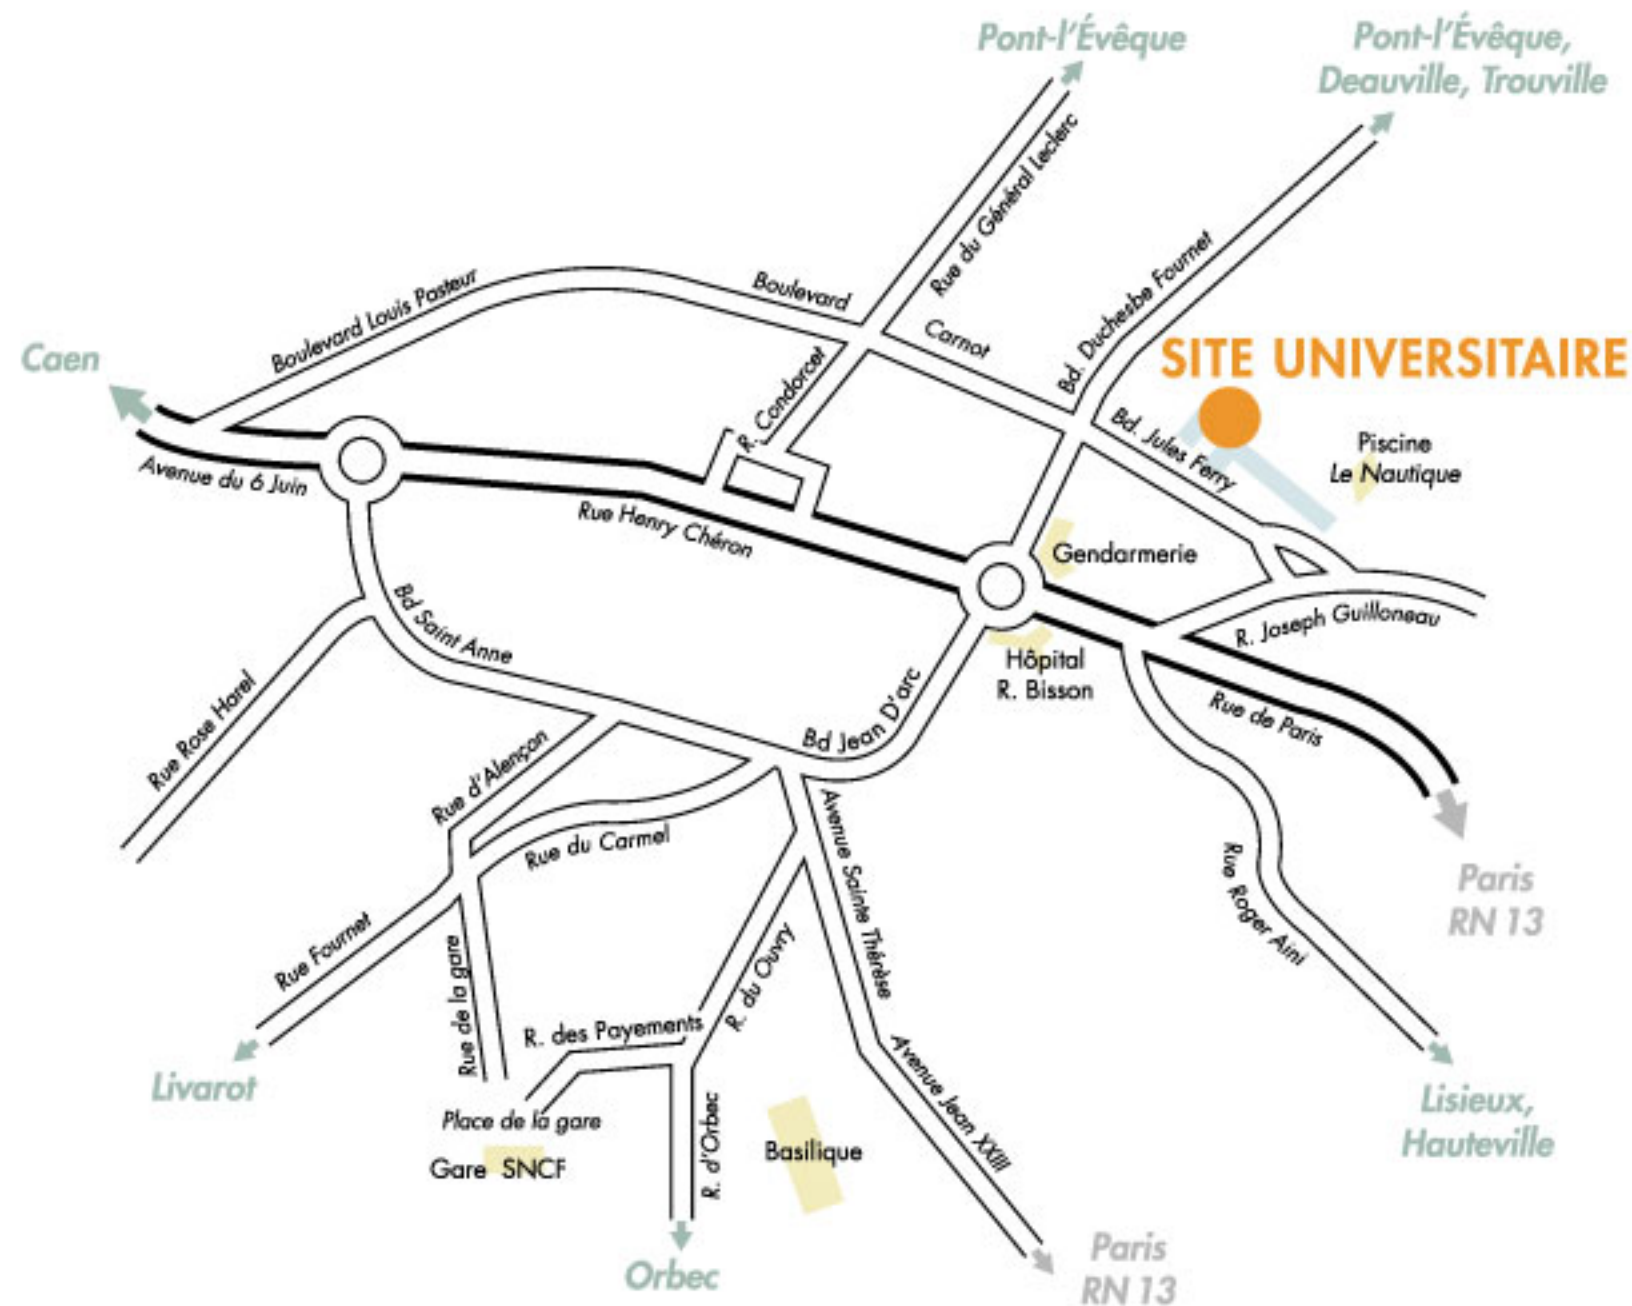 Pont-l'Évêque
Pont-l'Évêque,
Deauville, Trouville
Rue du Général Leclerc
Bd. Duchesbe Fournet
Boulevard Louis Pasteur
Boulevard
Carnot
Caen
R. Condorcet
SITE UNIVERSITAIRE
Bd. Jules Ferry
Piscine
Le Nautique
Avenue du 6 Juin
Rue Henry Chéron
Gendarmerie
Bd Saint Anne
R. Joseph Guilloneau
Hôpital
R. Bisson
Rue Rose Harel
Bd Jean D'arc
Rue de Paris
Rue d'Alençon
Rue du Carmel
Avenue Sainte Thérèse
Rue Roger Aini
Paris
RN 13
Rue Fournet
Rue de la gare
R. du Ouvry
R. des Payements
Avenue Jean XXIII
Livarot
Place de la gare
Gare SNCF
R. d'Orbec
Basilique
Lisieux,
Hauteville
Orbec
Paris
RN 13